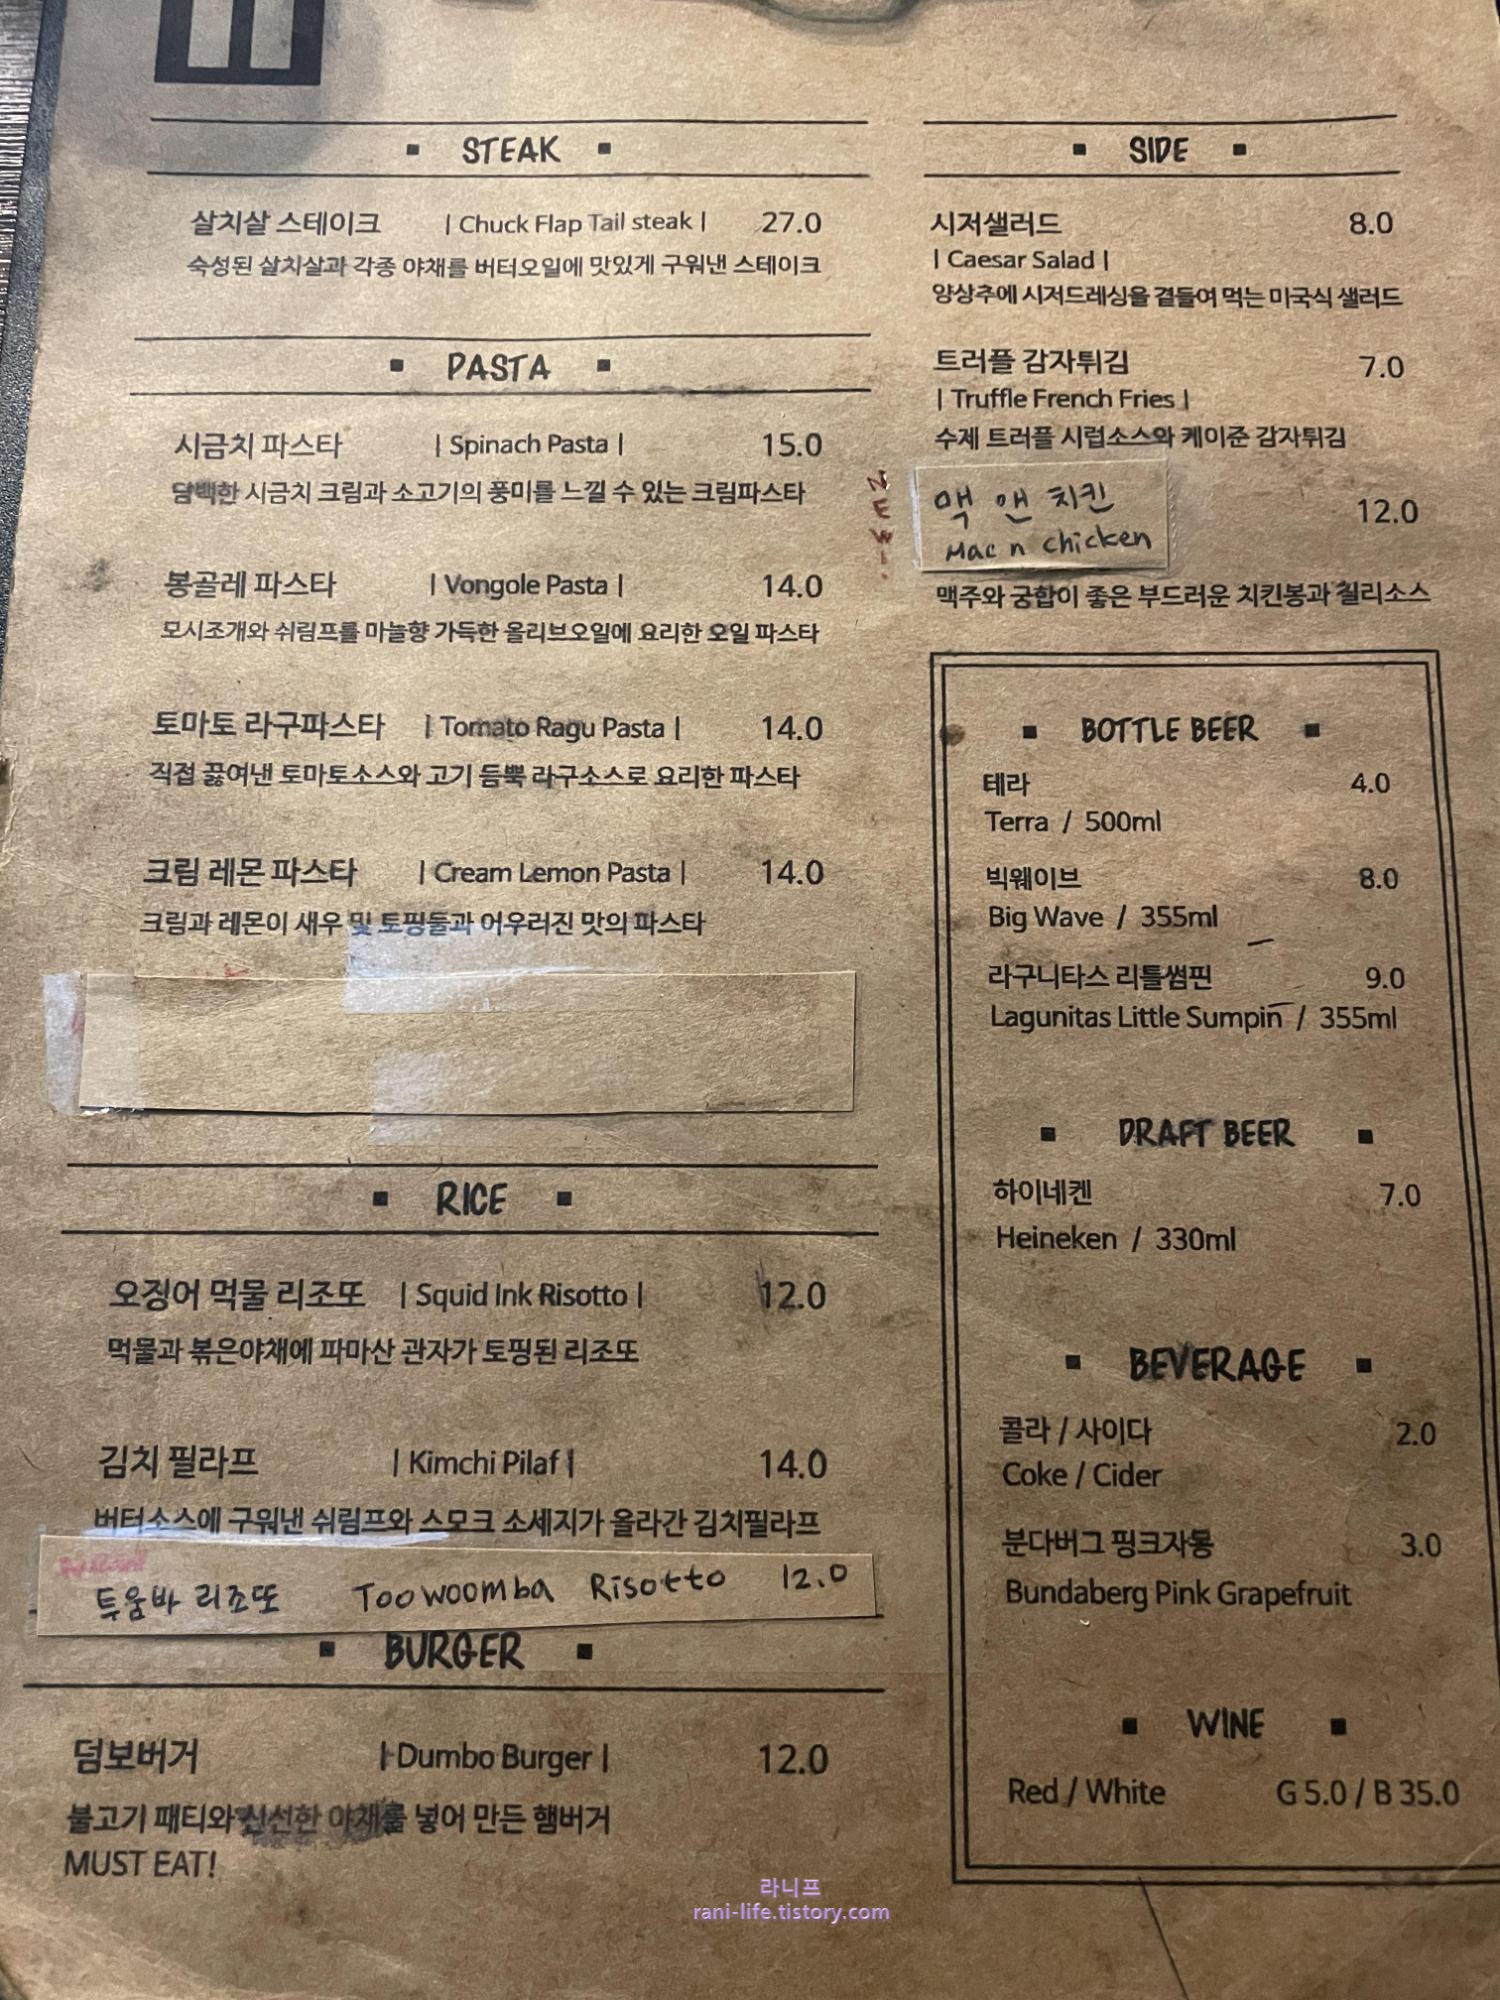 STEAK
살치살 스테이크 | Chuck Flap Tail steak | 27.0
숙성된 살치살과 각종 야채를 버터오일에 맛있게 구워낸 스테이크
PASTA
시금치 파스타 | Spinach Pasta | 15.0
담백한 시금치 크림과 소고기의 풍미를 느낄 수 있는 크림파스타
봉골레 파스타 | Vongole Pasta | 14.0
모시조개와 쉬림프를 마늘향 가득한 올리브오일에 요리한 오일 파스타
토마토 라구파스타 | Tomato Ragu Pasta | 14.0
직접 끓여낸 토마토소스와 고기 듬뿍 라구소스로 요리한 파스타
크림 레몬 파스타 | Cream Lemon Pasta | 14.0
크림과 레몬이 새우 및 토핑들과 어우러진 맛의 파스타
RICE
오징어 먹물 리조또 | Squid Ink Risotto | 12.0
먹물과 볶은야채에 파마산 관자가 토핑된 리조또
김치 필라프 | Kimchi Pilaf | 14.0
버터소스에 구워낸 쉬림프와 스모크 소세지가 올라간 김치필라프
투움바 리조또 Toowoomba Risotto 12.0
BURGER
덤보버거 | Dumbo Burger | 12.0
불고기 패티와 신선한 야채를 넣어 만든 햄버거
MUST EAT!
SIDE
시저샐러드 8.0
| Caesar Salad |
양상추에 시저드레싱을 곁들여 먹는 미국식 샐러드
트러플 감자튀김 7.0
| Truffle French Fries |
수제 트러플 시럽소스와 케이준 감자튀김
NEW!
맥 앤 치킨 12.0
Mac n chicken
맥주와 궁합이 좋은 부드러운 치킨봉과 칠리소스
BOTTLE BEER
테라 4.0
Terra / 500ml
빅웨이브 8.0
Big Wave / 355ml
라구니타스 리틀썸핀 9.0
Lagunitas Little Sumpin / 355ml
DRAFT BEER
하이네켄 7.0
Heineken / 330ml
BEVERAGE
콜라 / 사이다 2.0
Coke / Cider
분다버그 핑크자몽 3.0
Bundaberg Pink Grapefruit
WINE
Red / White G 5.0 / B 35.0
라니프
rani-life.tistory.com